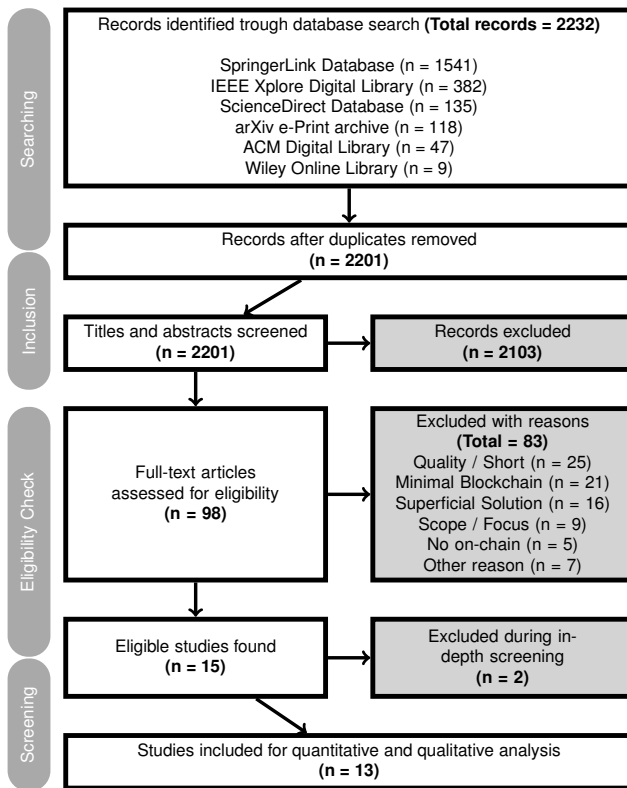 Searching
Records identified trough database search (Total records = 2232)
SpringerLink Database (n = 1541)
IEEE Xplore Digital Library (n = 382)
ScienceDirect Database (n = 135)
arXiv e-Print archive (n = 118)
ACM Digital Library (n = 47)
Wiley Online Library (n = 9)
Records after duplicates removed
(n = 2201)
Inclusion
Titles and abstracts screened
(n = 2201)
Records excluded
(n = 2103)
Eligibility Check
Full-text articles
assessed for eligibility
(n = 98)
Excluded with reasons
(Total = 83)
Quality / Short (n = 25)
Minimal Blockchain (n = 21)
Superficial Solution (n = 16)
Scope / Focus (n = 9)
No on-chain (n = 5)
Other reason (n = 7)
Eligible studies found
(n = 15)
Excluded during in-
depth screening
(n = 2)
Screening
Studies included for quantitative and qualitative analysis
(n = 13)